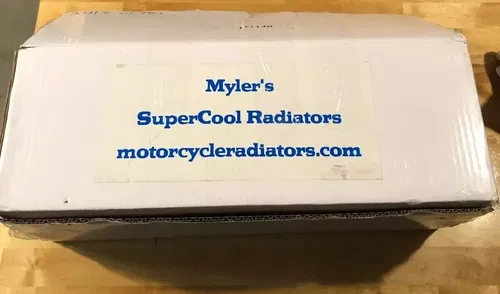 Myler's
SuperCool Radiators
motorcycleradiators.com